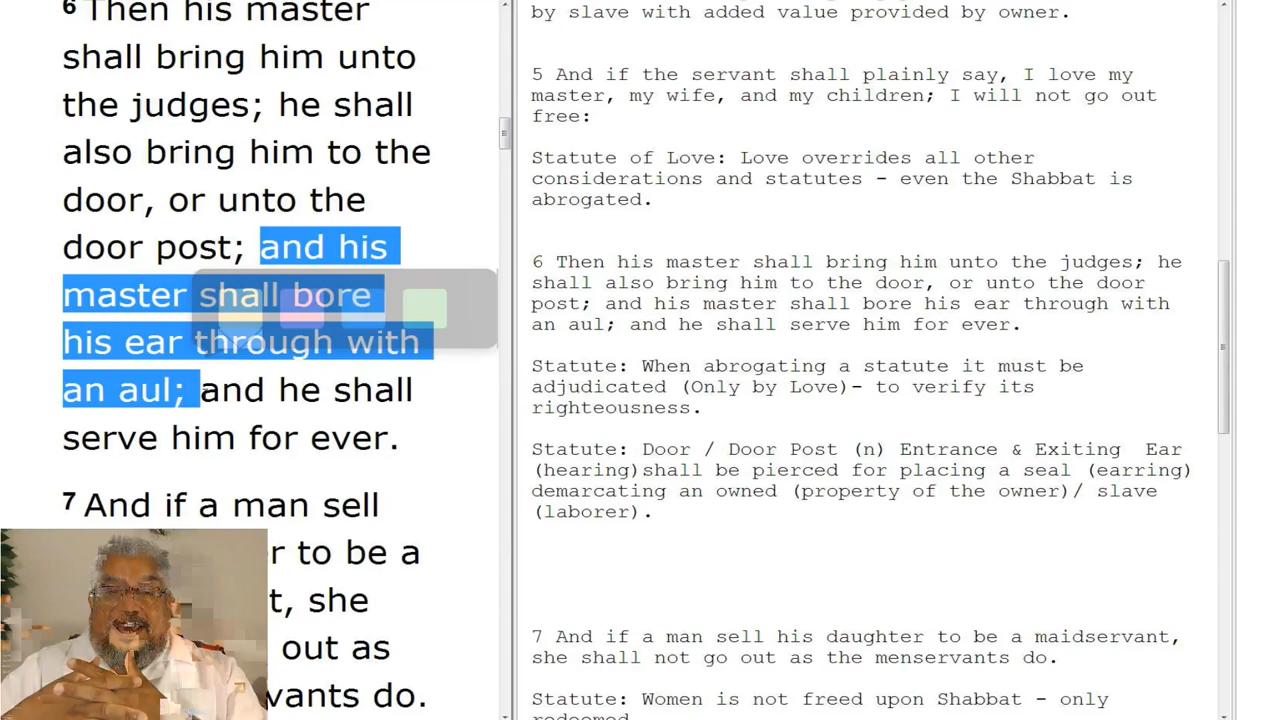 6 Then his master
shall bring him unto
the judges; he shall
also bring him to the
door, or unto the
door post; and his
master shall bore
his ear through with
an aul; and he shall
serve him for ever.
7 And if a man sell
r to be a
t, she
out as
vants do.
by slave with added value provided by owner.
5 And if the servant shall plainly say, I love my
master, my wife, and my children; I will not go out
free:
Statute of Love: Love overrides all other
considerations and statutes - even the Shabbat is
abrogated.
6 Then his master shall bring him unto the judges; he
shall also bring him to the door, or unto the door
post; and his master shall bore his ear through with
an aul; and he shall serve him for ever.
Statute: When abrogating a statute it must be
adjudicated (Only by Love)- to verify its
righteousness.
Statute: Door / Door Post (n) Entrance & Exiting Ear
(hearing)shall be pierced for placing a seal (earring)
demarcating an owned (property of the owner)/ slave
(laborer).
7 And if a man sell his daughter to be a maidservant,
she shall not go out as the menservants do.
Statute: Women is not freed upon Shabbat - only
redeemed